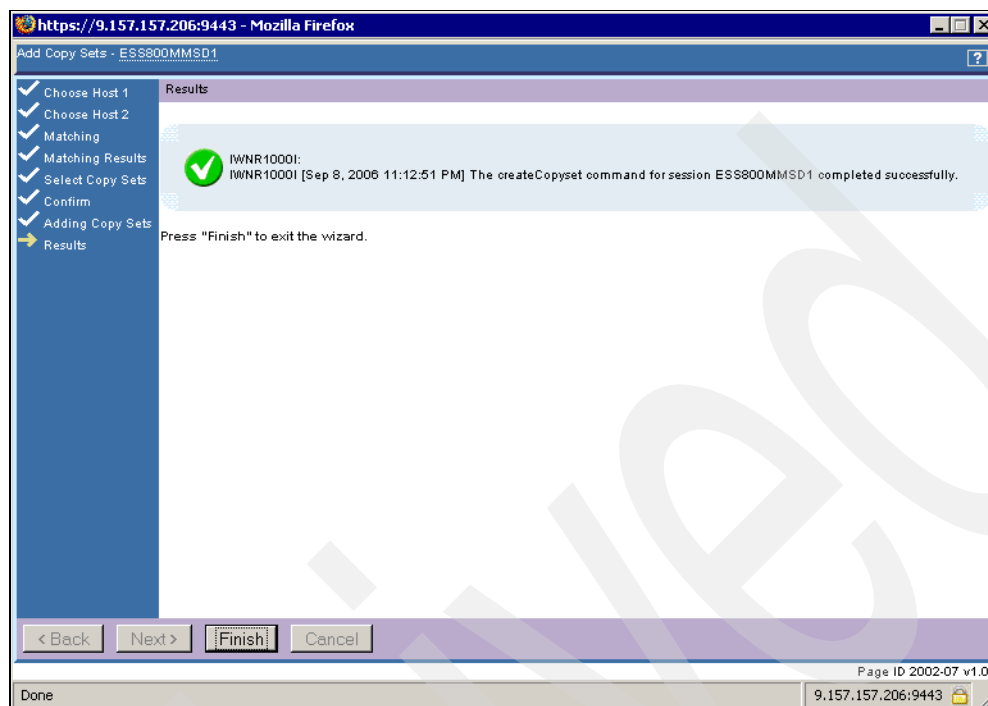 https://9.157.157.206:9443 - Mozilla Firefox
Add Copy Sets - ESS800MMSD1
?
Choose Host 1
Choose Host 2
Matching
Matching Results
Select Copy Sets
Confirm
Adding Copy Sets
Results
Results
IWNR1000I:
IWNR1000I [Sep 8, 2006 11:12:51 PM] The createCopyset command for session ESS800MMSD1 completed successfully.
Press "Finish" to exit the wizard.
< Back Next > Finish Cancel
Page ID 2002-07 v1.0
Done 9.157.157.206:9443